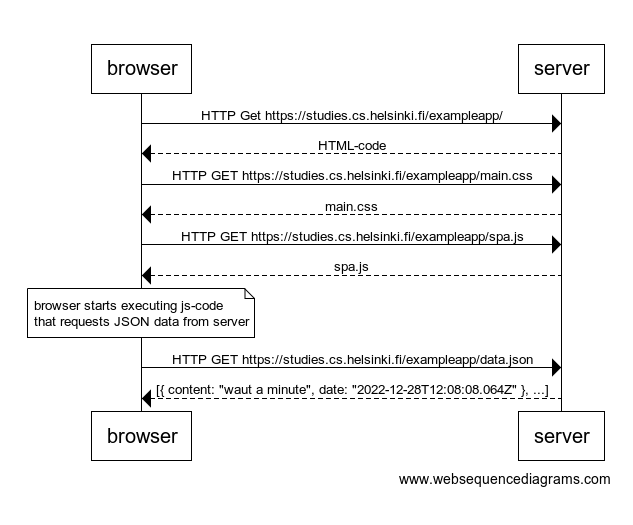 browser
server
HTTP Get https://studies.cs.helsinki.fi/exampleapp/
HTML-code
HTTP GET https://studies.cs.helsinki.fi/exampleapp/main.css
main.css
HTTP GET https://studies.cs.helsinki.fi/exampleapp/spa.js
spa.js
browser starts executing js-code
that requests JSON data from server
HTTP GET https://studies.cs.helsinki.fi/exampleapp/data.json
[{ content: "waut a minute", date: "2022-12-28T12:08:08.064Z" }, ...]
browser
server
www.websequencediagrams.com